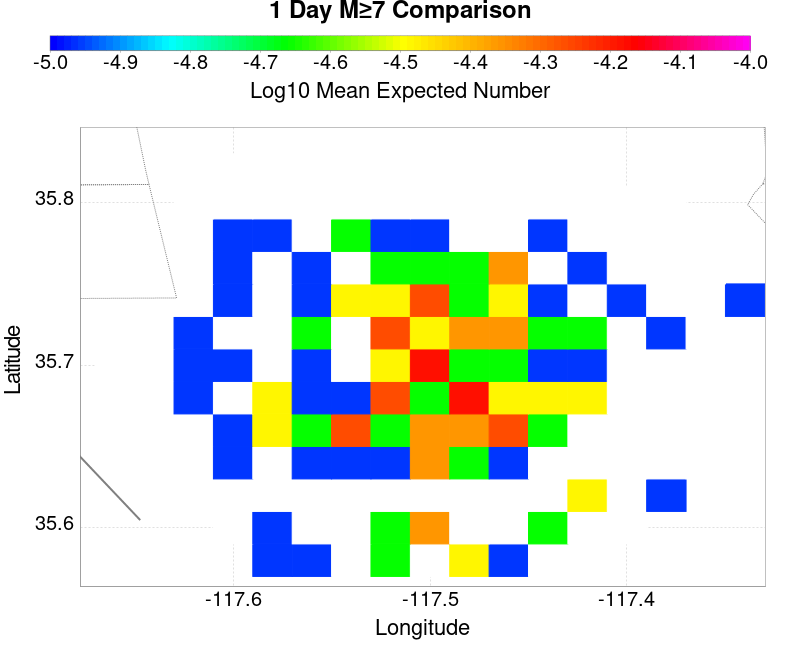 1 Day M≥7 Comparison
-5.0 -4.9 -4.8 -4.7 -4.6 -4.5 -4.4 -4.3 -4.2 -4.1 -4.0
Log10 Mean Expected Number
35.8
35.7
35.6
Latitude
-117.6 -117.5 -117.4
Longitude